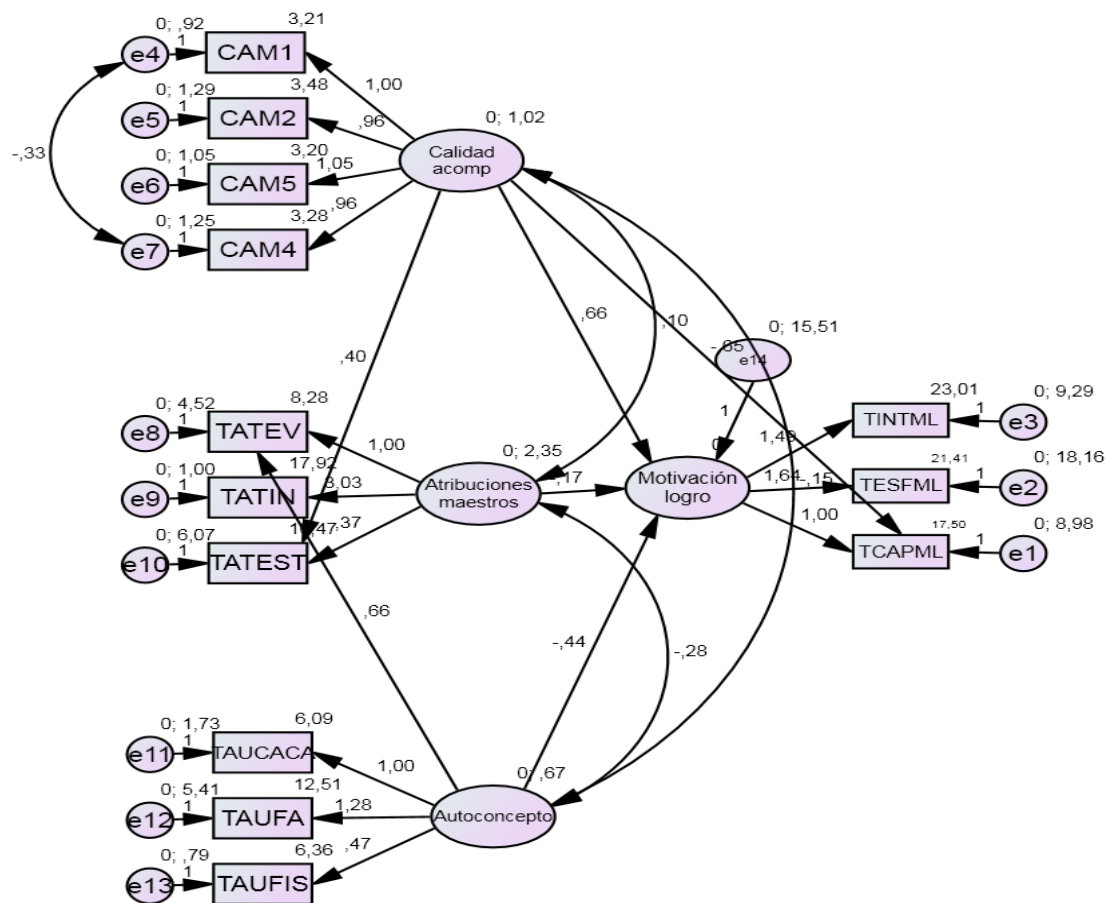 0; ,92
3,21
e4
1
CAM1
1,00
0; 1,29
3,48
e5
1
CAM2
,96
0; 1,02
-,33
0; 1,05
3,20
e6
1
CAM5
1,05
Calidad
acomp
0; 1,25
3,28
,96
e7
1
CAM4
,66
,10
0; 15,51
-,65
e14
,40
0; 4,52
8,28
e8
1
TATEV
1,00
1
23,01
0; 9,29
TINTML
1
e3
1,49
0; 1,00
17,92
0; 2,35
e9
1
TATIN
3,03
Atribuciones
maestros
,17
Motivación
logro
1,64
-,15
21,41
0; 18,16
TESFML
1
e2
0; 6,07
,37
e10
1
TATEST
1,00
17,50
0; 8,98
TCAPML
1
e1
,66
-,44
-,28
0; 1,73
6,09
e11
1
TAUCACA
1,00
0; ,67
0; 5,41
12,51
e12
1
TAUFA
1,28
Autoconcepto
0; ,79
6,36
,47
e13
1
TAUFIS